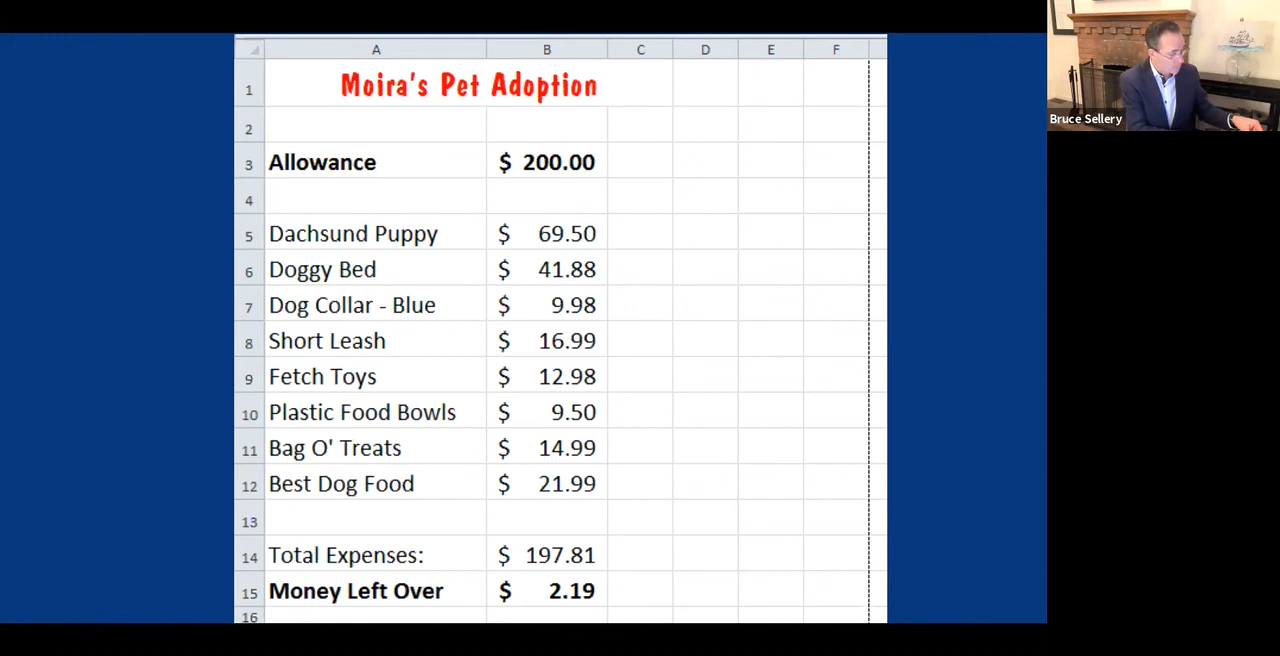 A B C D E F
1 Moira's Pet Adoption
2
3 Allowance $ 200.00
4
5 Dachsund Puppy $ 69.50
6 Doggy Bed $ 41.88
7 Dog Collar - Blue $ 9.98
8 Short Leash $ 16.99
9 Fetch Toys $ 12.98
10 Plastic Food Bowls $ 9.50
11 Bag O' Treats $ 14.99
12 Best Dog Food $ 21.99
13
14 Total Expenses: $ 197.81
15 Money Left Over $ 2.19
16
Bruce Sellery